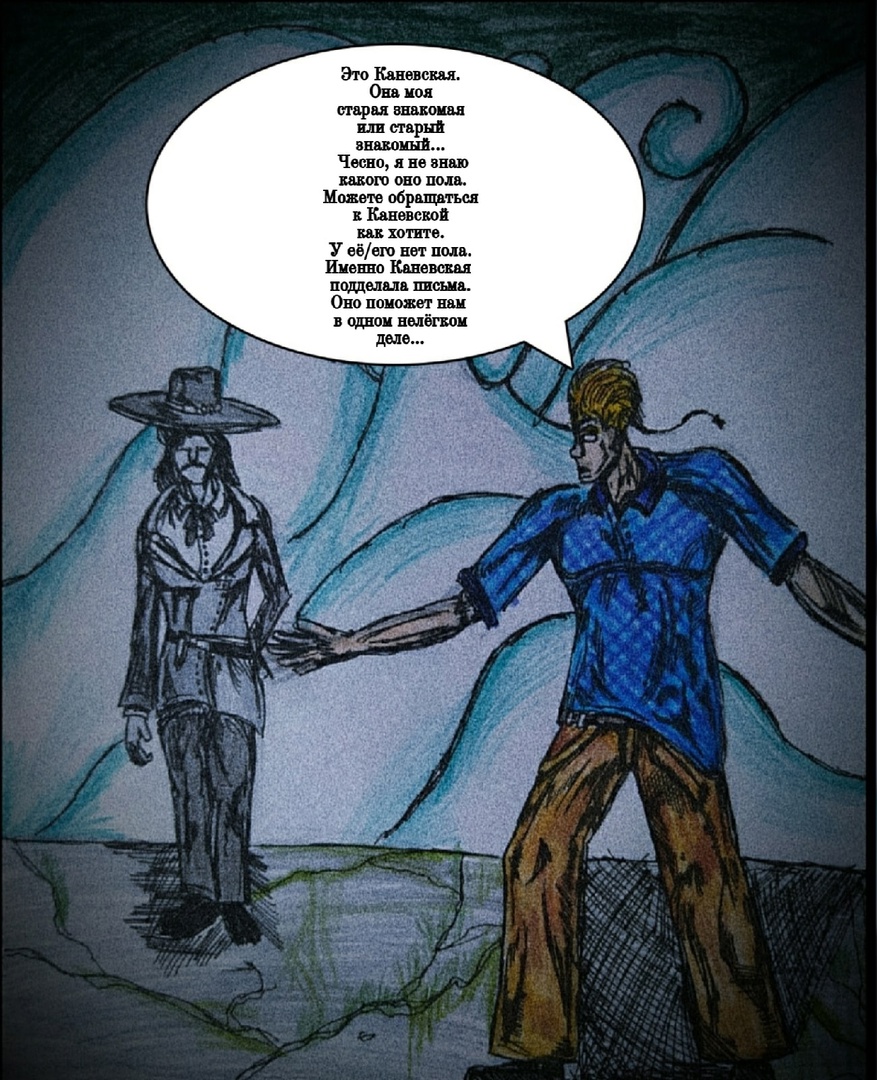 Это Каневская.
Она моя
старая знакомая
или старый
знакомый...
Чесно, я не знаю
какого оно пола.
Можете обращаться
к Каневской
как хотите.
У её/его нет пола.
Именно Каневская
подделала письма.
Оно поможет нам
в одном нелёгком
деле...